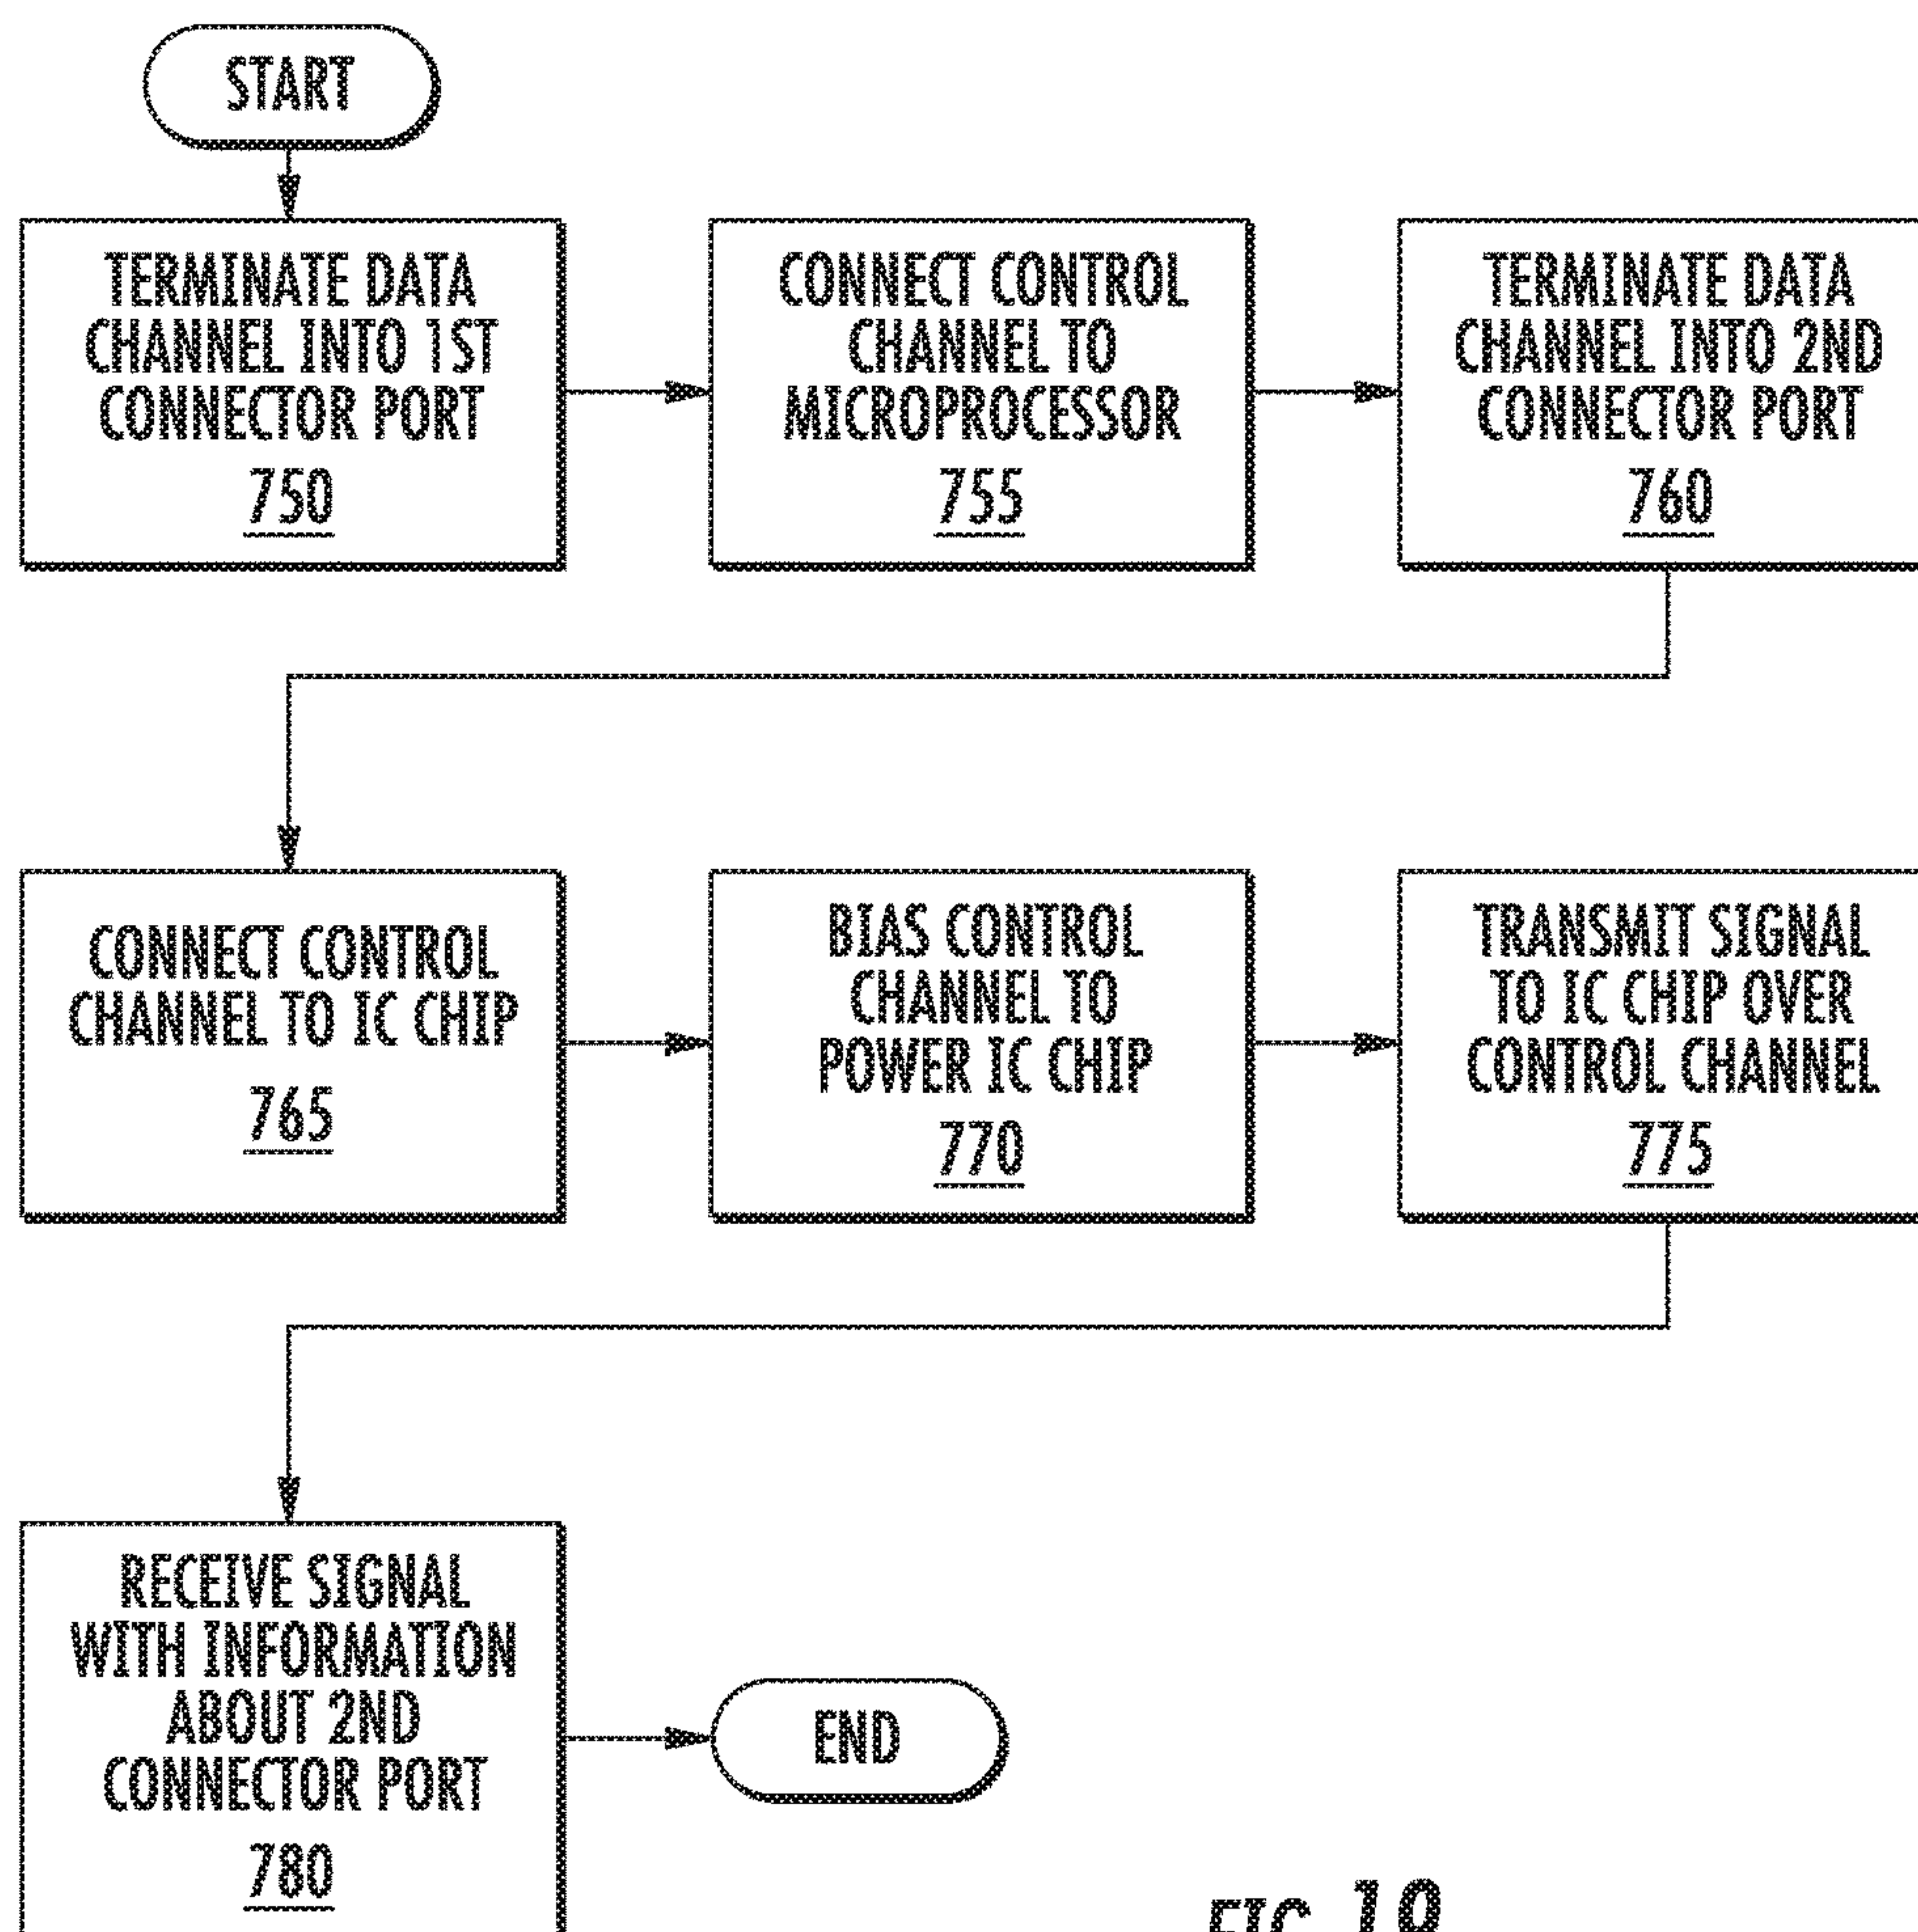 START
TERMINATE DATA
CHANNEL INTO 1ST
CONNECTOR PORT
750
CONNECT CONTROL
CHANNEL TO
MICROPROCESSOR
755
TERMINATE DATA
CHANNEL INTO 2ND
CONNECTOR PORT
760
CONNECT CONTROL
CHANNEL TO IC CHIP
765
BIAS CONTROL
CHANNEL TO
POWER IC CHIP
770
TRANSMIT SIGNAL
TO IC CHIP OVER
CONTROL CHANNEL
775
RECEIVE SIGNAL
WITH INFORMATION
ABOUT 2ND
CONNECTOR PORT
780
END
FIG.